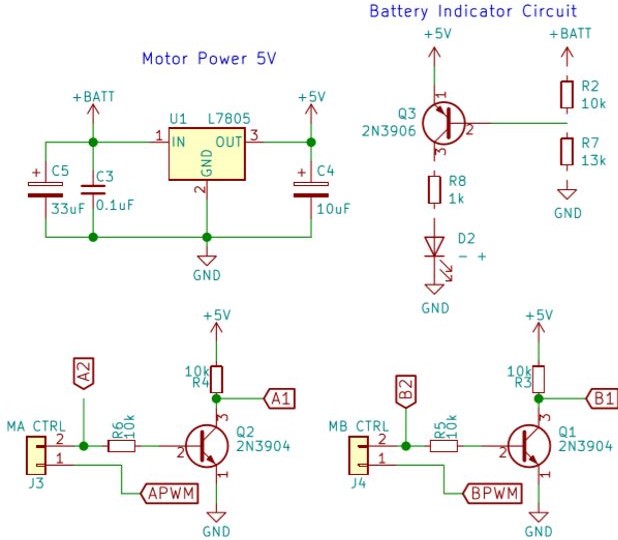 Battery Indicator Circuit
Motor Power 5V
+5V
+BATT
1
Q3
2N3906
2
3
R2
10k
R7
13k
GND
R8
1k
D2
- +
GND
+BATT
U1 L7805
+5V
1
IN OUT
3
GND
2
+
C5
33uF
C3
0.1uF
+
C4
10uF
GND
+5V
10k
R4
A2
A1
MA CTRL
2
1
J3
R6
10k
2
3
Q2
2N3904
1
APWM
GND
+5V
10k
R3
B2
B1
MB CTRL
2
1
J4
R5
10k
2
3
Q1
2N3904
1
BPWM
GND